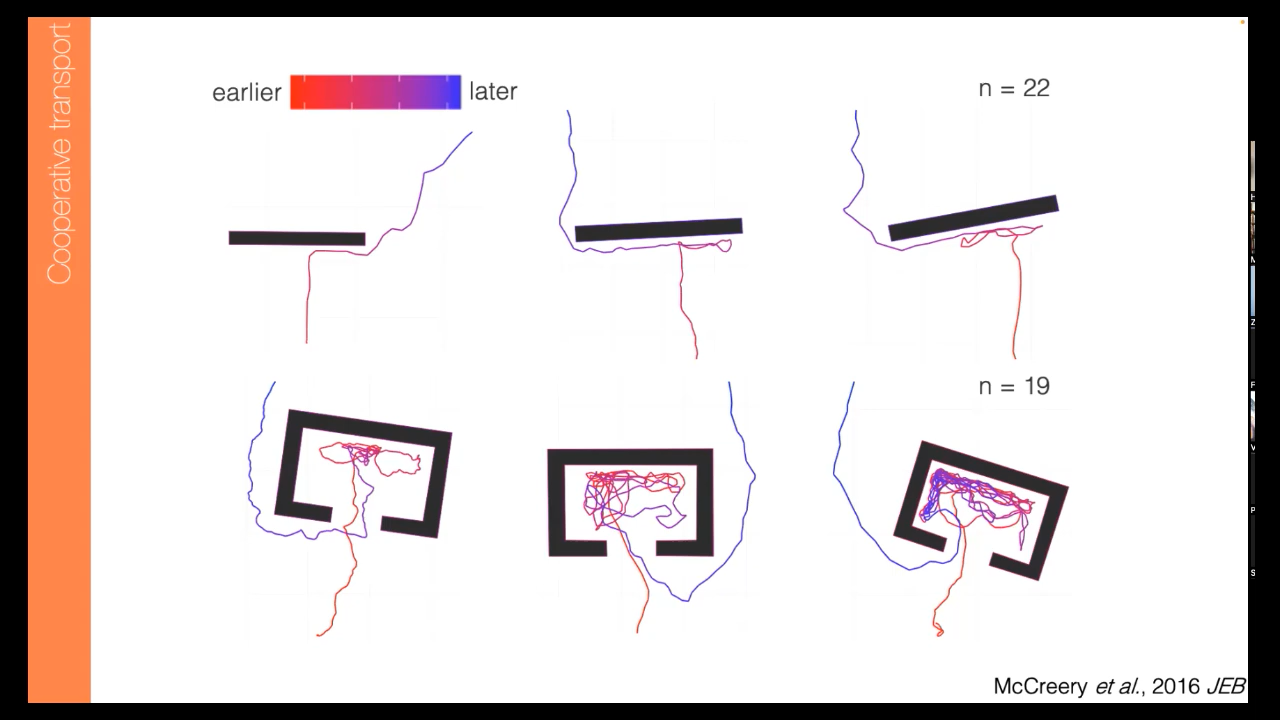 Cooperative transport
earlier
later
n = 22
n = 19
McCreery et al., 2016 JEB